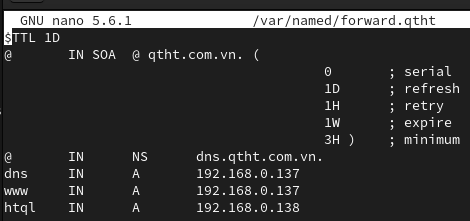 GNU nano 5.6.1 /var/named/forward.qtht
$TTL 1D
@ IN SOA @ qtht.com.vn. (
0 ; serial
1D ; refresh
1H ; retry
1W ; expire
3H ) ; minimum
@ IN NS dns.qtht.com.vn.
dns IN A 192.168.0.137
www IN A 192.168.0.137
htql IN A 192.168.0.138